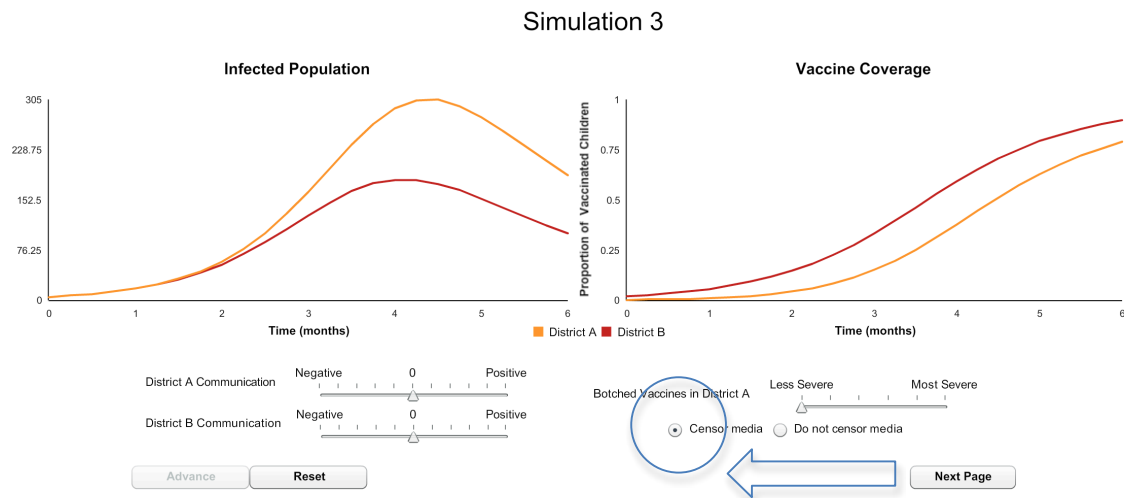 Simulation 3
Infected Population
Vaccine Coverage
305
228.75
152.5
76.25
0
0 1 2 3 4 5 6
Time (months)
Proportion of Vaccinated Children
1
0.75
0.5
0.25
0
0 1 2 3 4 5 6
Time (months)
District A District B
District A Communication
Negative 0 Positive
District B Communication
Negative 0 Positive
Botched Vaccines in District A
Less Severe Most Severe
Censor media Do not censor media
Advance Reset
Next Page